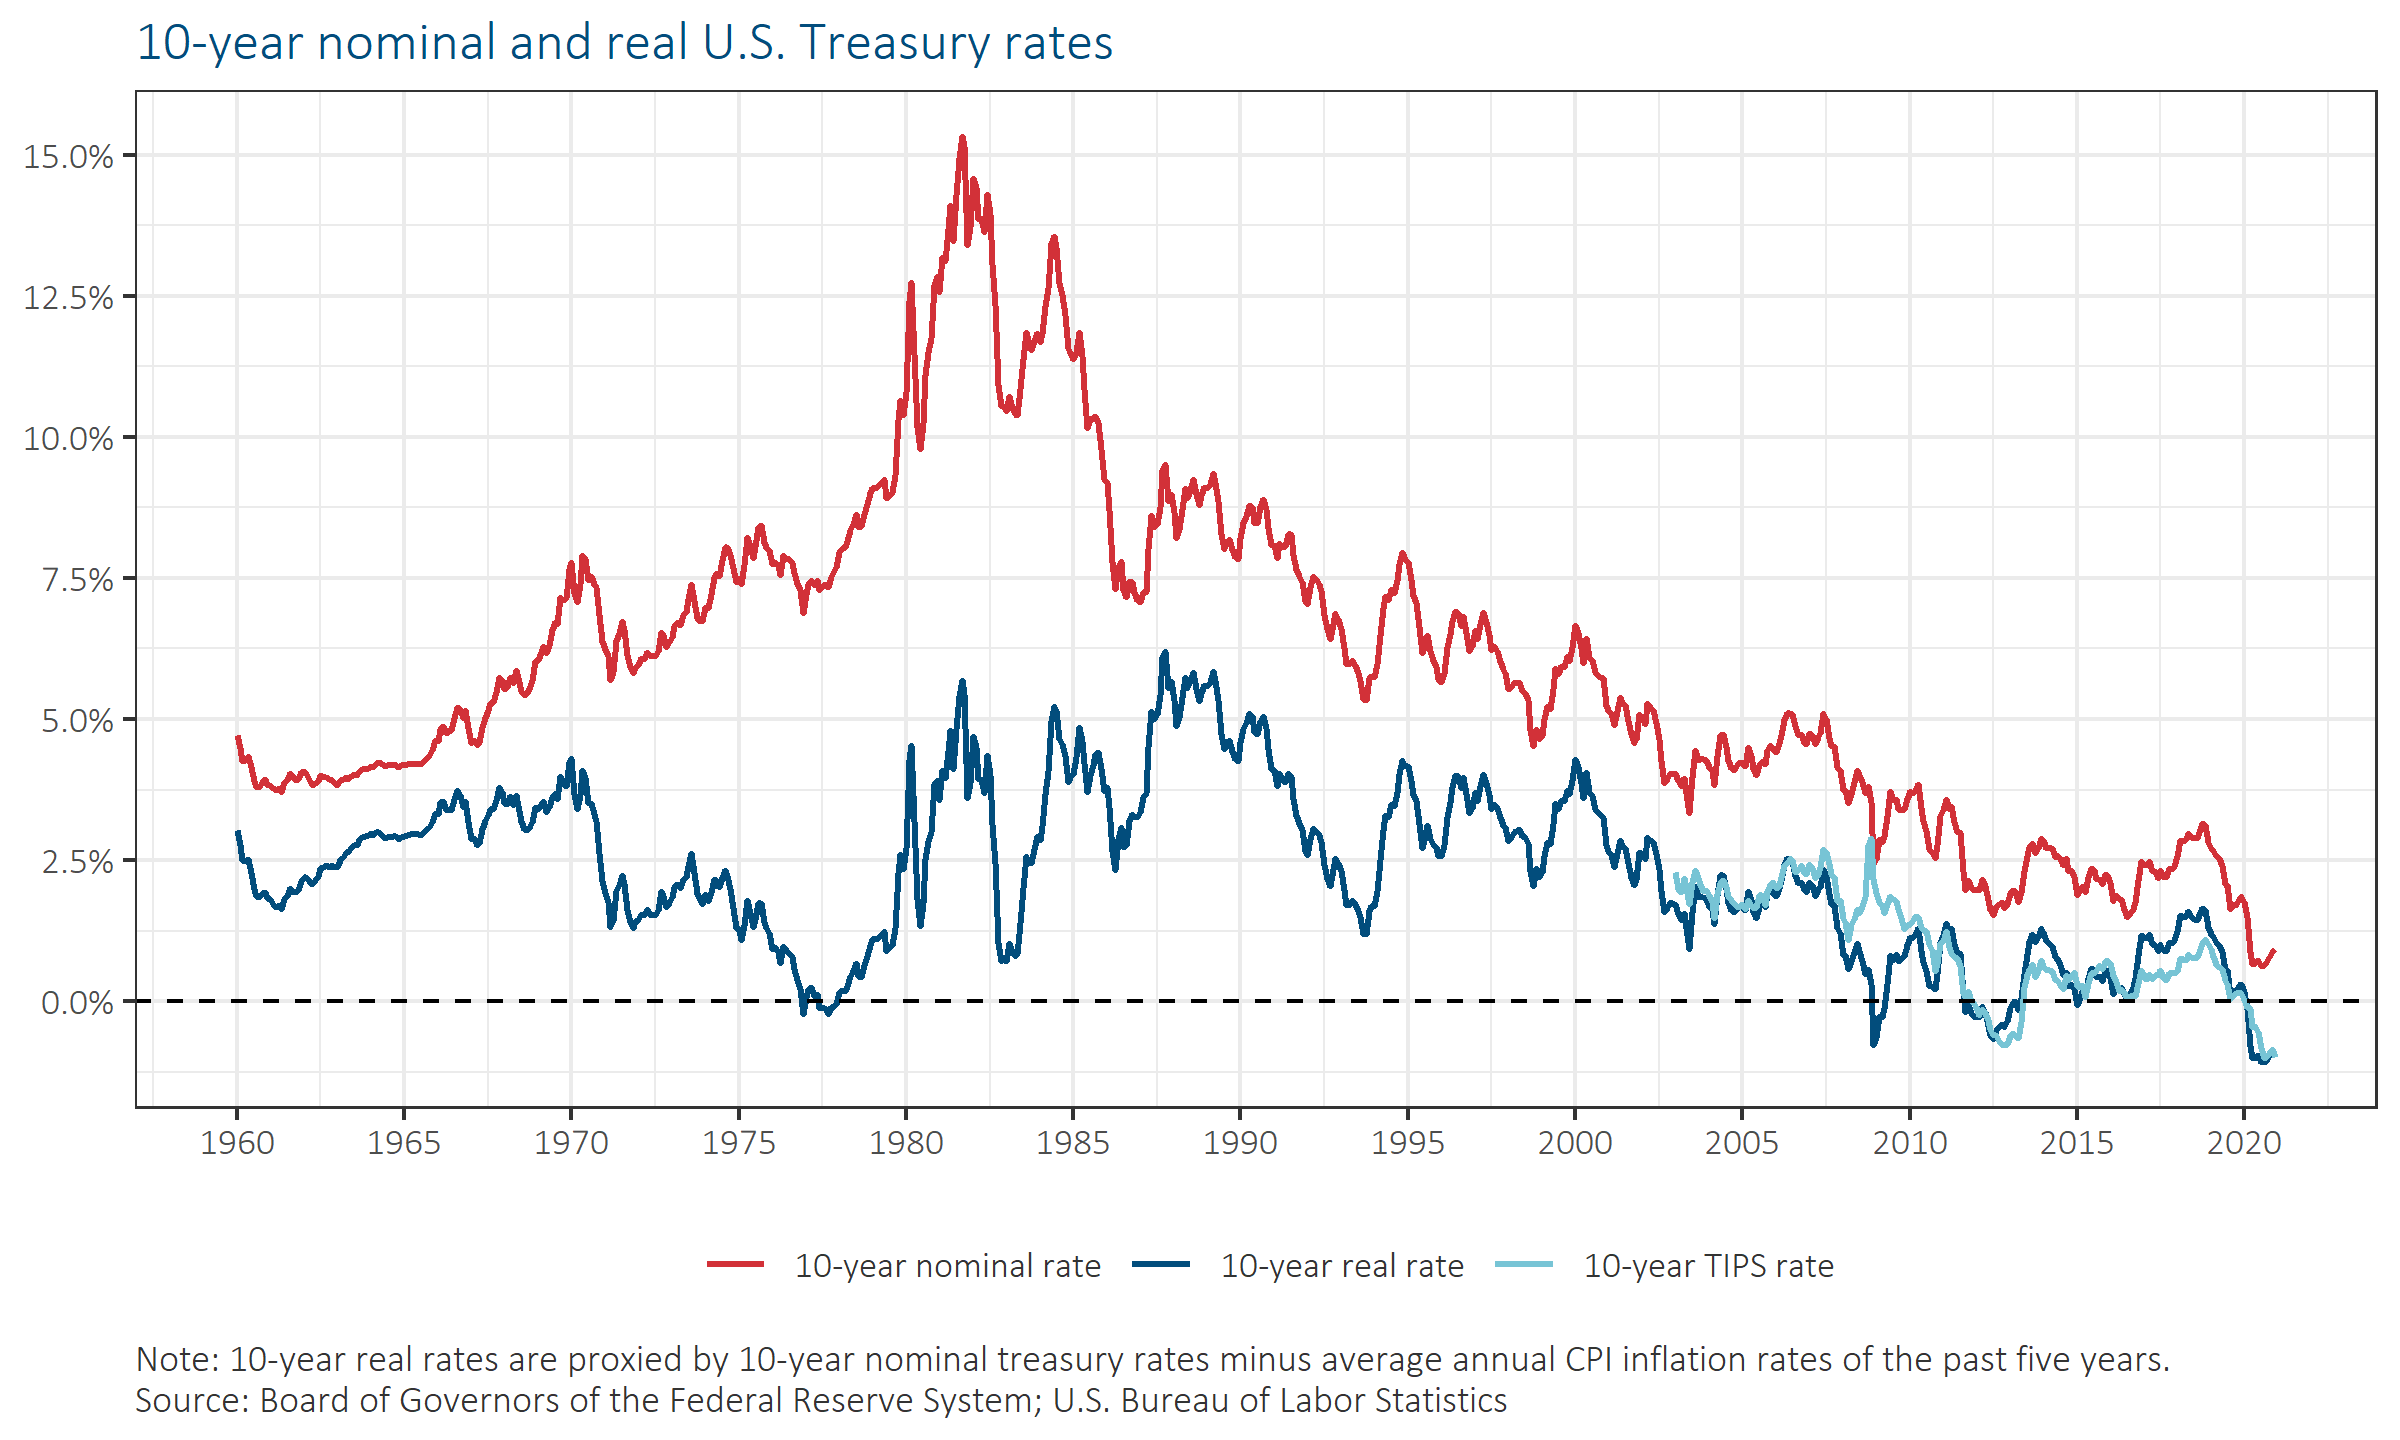 10-year nominal and real U.S. Treasury rates
15.0%
12.5%
10.0%
7.5%
5.0%
2.5%
0.0%
1960 1965 1970 1975 1980 1985 1990 1995 2000 2005 2010 2015 2020
10-year nominal rate 10-year real rate 10-year TIPS rate
Note: 10-year real rates are proxied by 10-year nominal treasury rates minus average annual CPI inflation rates of the past five years.
Source: Board of Governors of the Federal Reserve System; U.S. Bureau of Labor Statistics